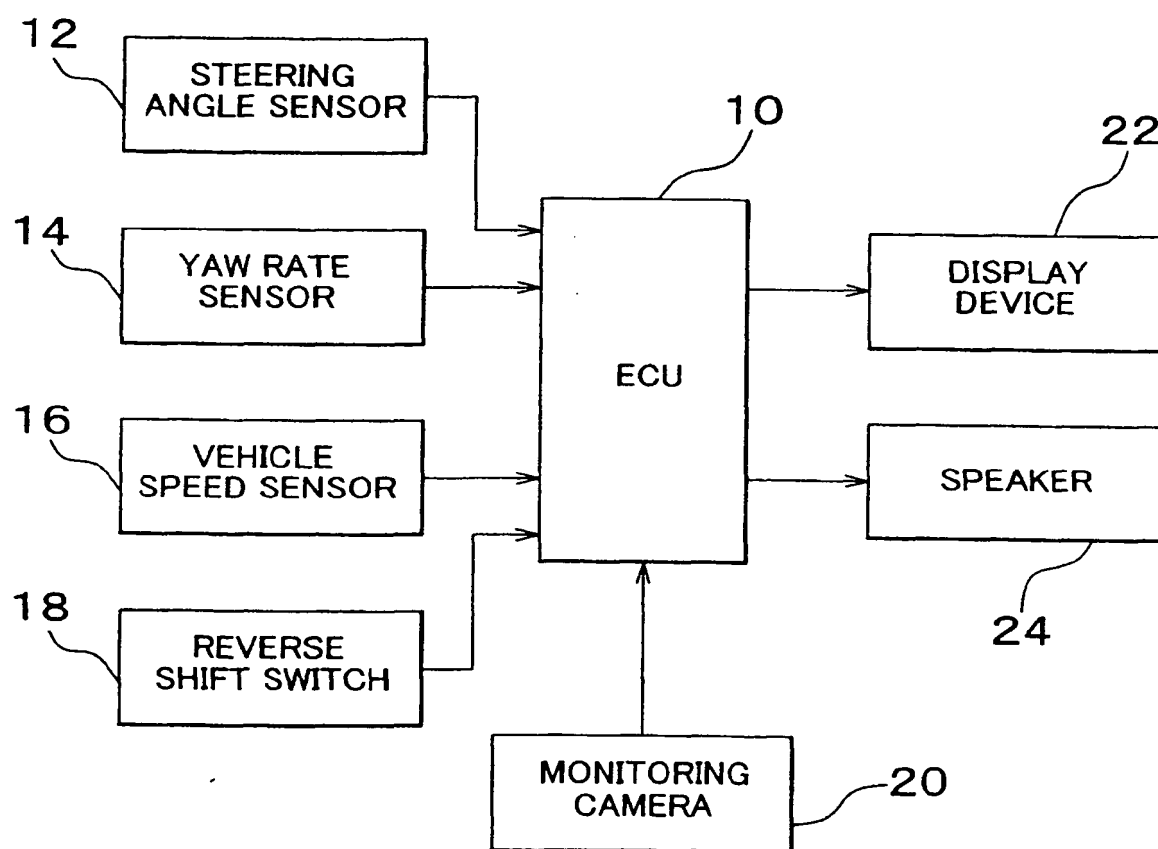 12
STEERING
ANGLE SENSOR
10
22
14
YAW RATE
SENSOR
DISPLAY
DEVICE
ECU
16
VEHICLE
SPEED SENSOR
SPEAKER
24
18
REVERSE
SHIFT SWITCH
MONITORING
CAMERA
20